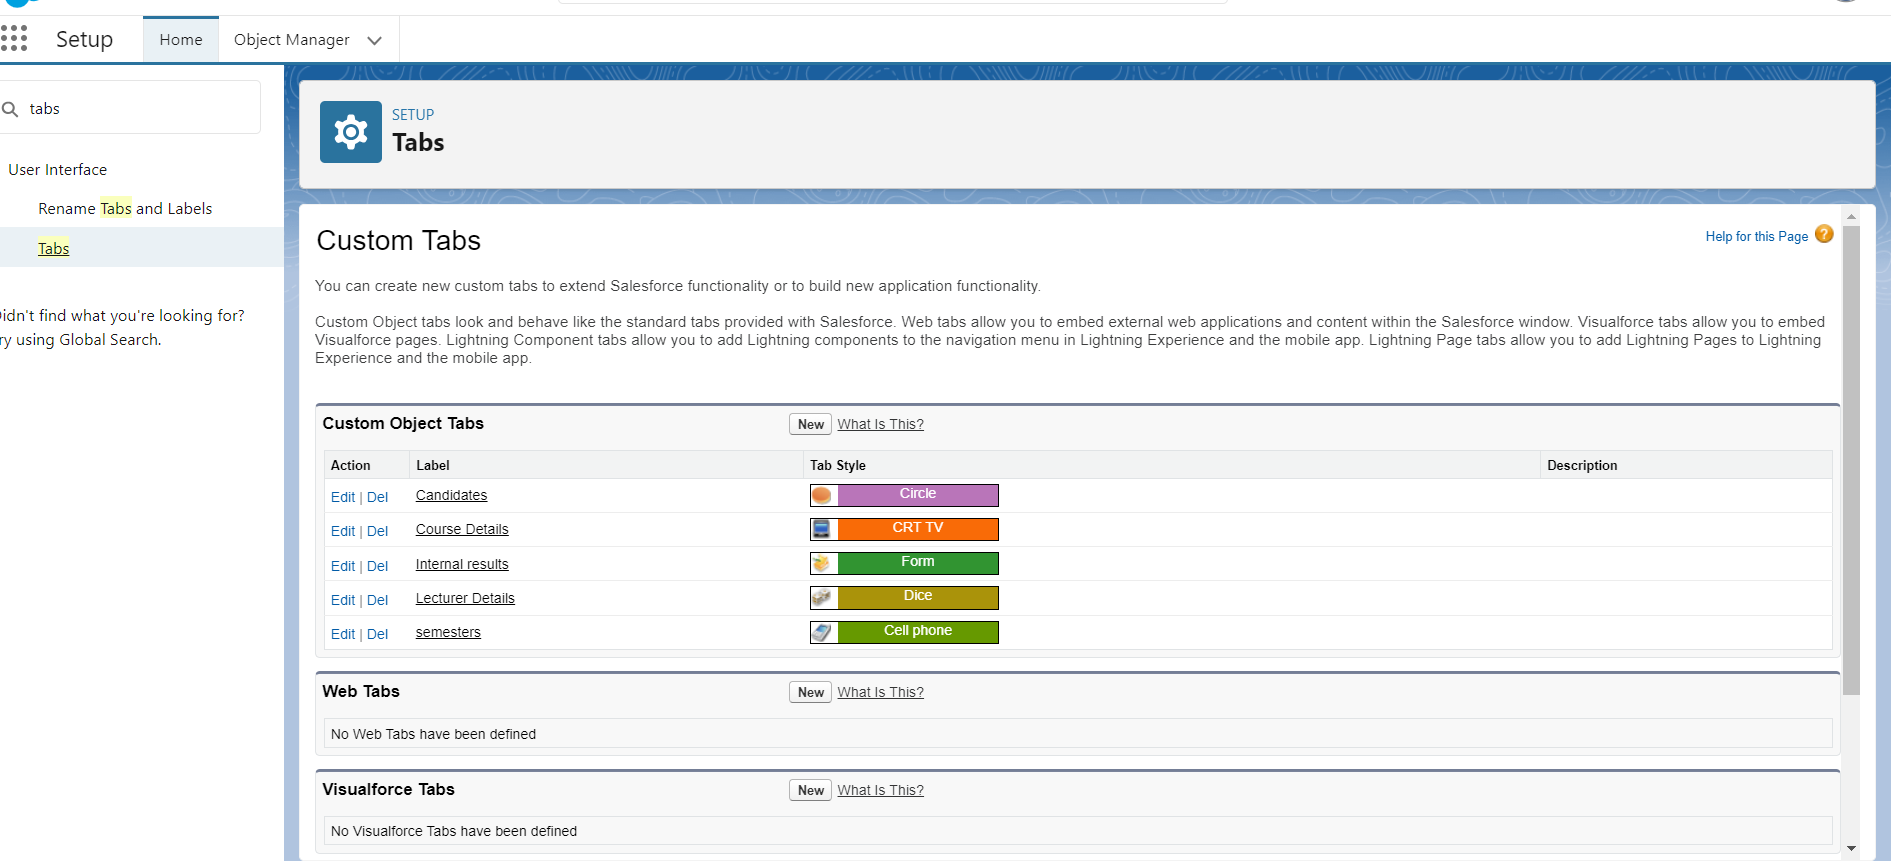 Setup
Home
Object Manager
tabs
User Interface
Rename Tabs and Labels
Tabs
idn't find what you're looking for?
ry using Global Search.
SETUP
Tabs
Custom Tabs
Help for this Page
You can create new custom tabs to extend Salesforce functionality or to build new application functionality.
Custom Object tabs look and behave like the standard tabs provided with Salesforce. Web tabs allow you to embed external web applications and content within the Salesforce window. Visualforce tabs allow you to embed
Visualforce pages. Lightning Component tabs allow you to add Lightning components to the navigation menu in Lightning Experience and the mobile app. Lightning Page tabs allow you to add Lightning Pages to Lightning
Experience and the mobile app.
Custom Object Tabs New What Is This?
Action Label Tab Style Description
Edit | Del Candidates Circle
Edit | Del Course Details CRT TV
Edit | Del Internal results Form
Edit | Del Lecturer Details Dice
Edit | Del semesters Cell phone
Web Tabs New What Is This?
No Web Tabs have been defined
Visualforce Tabs New What Is This?
No Visualforce Tabs have been defined